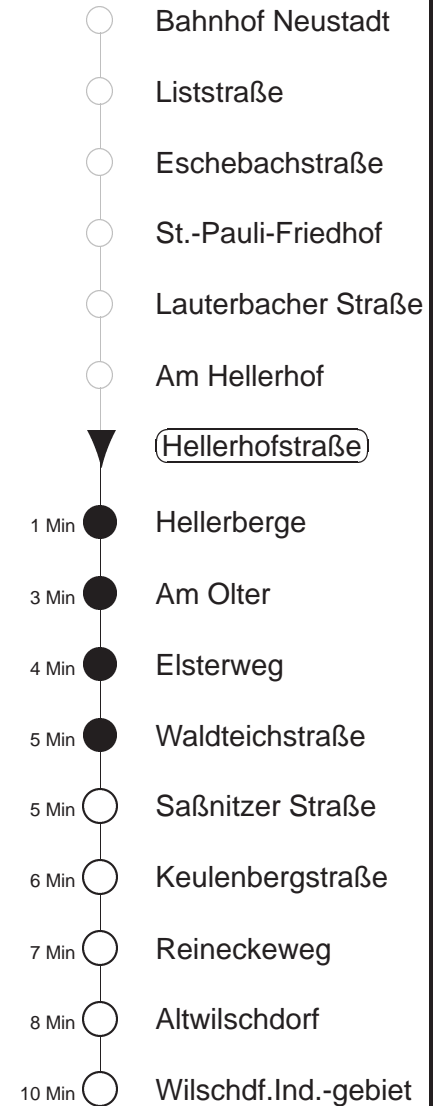 Bahnhof Neustadt
Liststraße
Eschebachstraße
St.-Pauli-Friedhof
Lauterbacher Straße
Am Hellerhof
Hellerhofstraße
1 Min Hellerberge
3 Min Am Olter
4 Min Elsterweg
5 Min Waldteichstraße
5 Min Saßnitzer Straße
6 Min Keulenbergstraße
7 Min Reineckeweg
8 Min Altwilschdorf
10 Min Wilschdf.Ind.-gebiet